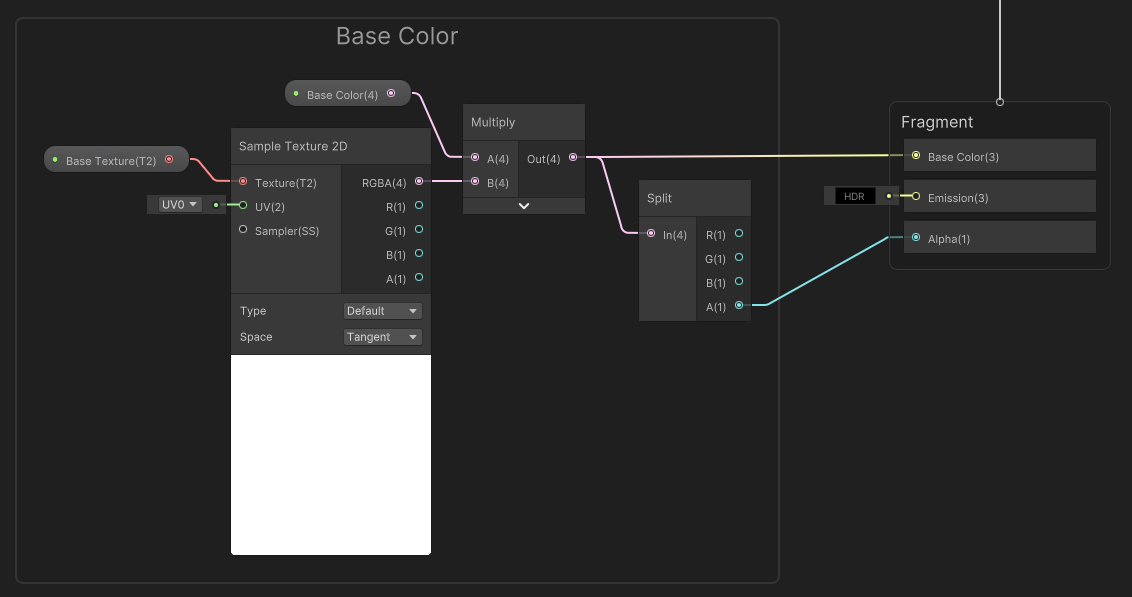 Base Color
Base Color(4)
Base Texture(T2)
Sample Texture 2D
Texture(T2)
UV0
UV(2)
Sampler(SS)
RGBA(4)
R(1)
G(1)
B(1)
A(1)
Type
Default
Space
Tangent
Multiply
A(4)
B(4)
Out(4)
Split
In(4)
R(1)
G(1)
B(1)
A(1)
Fragment
Base Color(3)
HDR
Emission(3)
Alpha(1)